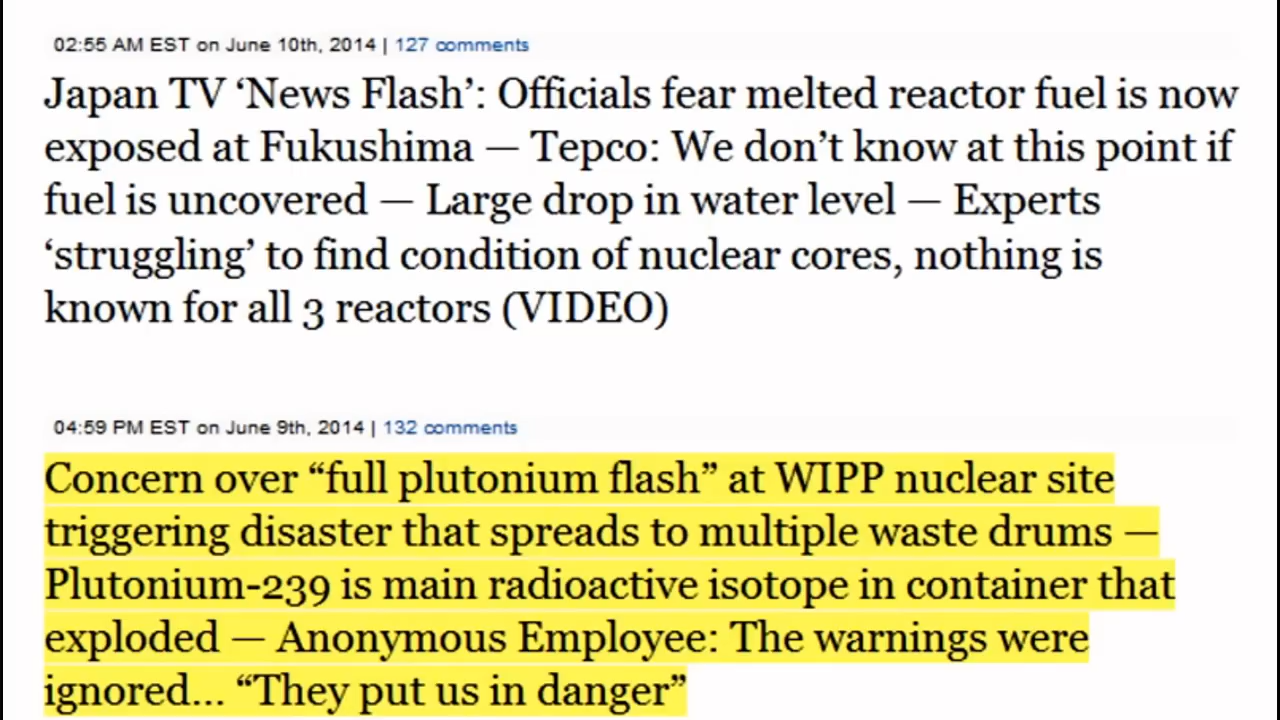 02:55 AM EST on June 10th, 2014 | 127 comments
Japan TV ‘News Flash’: Officials fear melted reactor fuel is now
exposed at Fukushima — Tepco: We don’t know at this point if
fuel is uncovered — Large drop in water level — Experts
‘struggling’ to find condition of nuclear cores, nothing is
known for all 3 reactors (VIDEO)
04:59 PM EST on June 9th, 2014 | 132 comments
Concern over “full plutonium flash” at WIPP nuclear site
triggering disaster that spreads to multiple waste drums —
Plutonium-239 is main radioactive isotope in container that
exploded — Anonymous Employee: The warnings were
ignored… “They put us in danger”